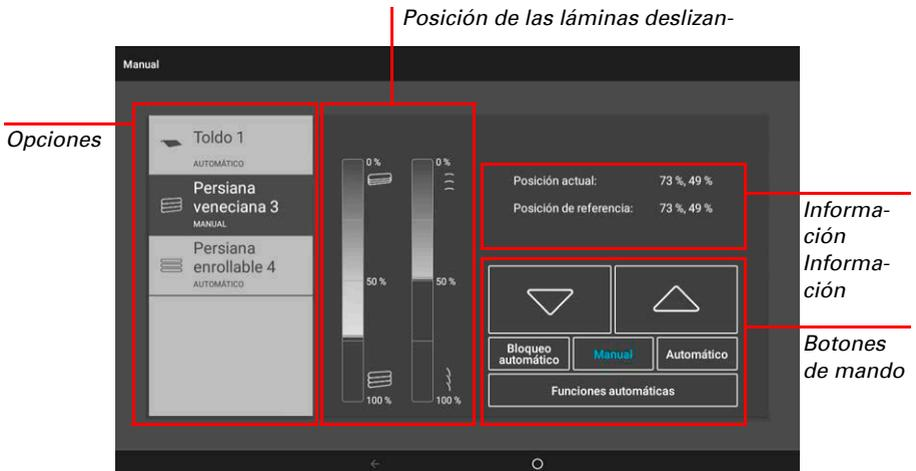 Posición de las láminas deslizan-
Manual
Opciones
Toldo 1
AUTOMÁTICO
Persiana
veneciana 3
MANUAL
Persiana
enrollable 4
AUTOMÁTICO
0 %
0 %
50 %
50 %
100 %
100 %
Posición actual: 73 %, 49 %
Posición de referencia: 73 %, 49 %
Informa-
ción
Informa-
ción
Bloqueo
automático
Manual
Automático
Funciones automáticas
Botones
de mando